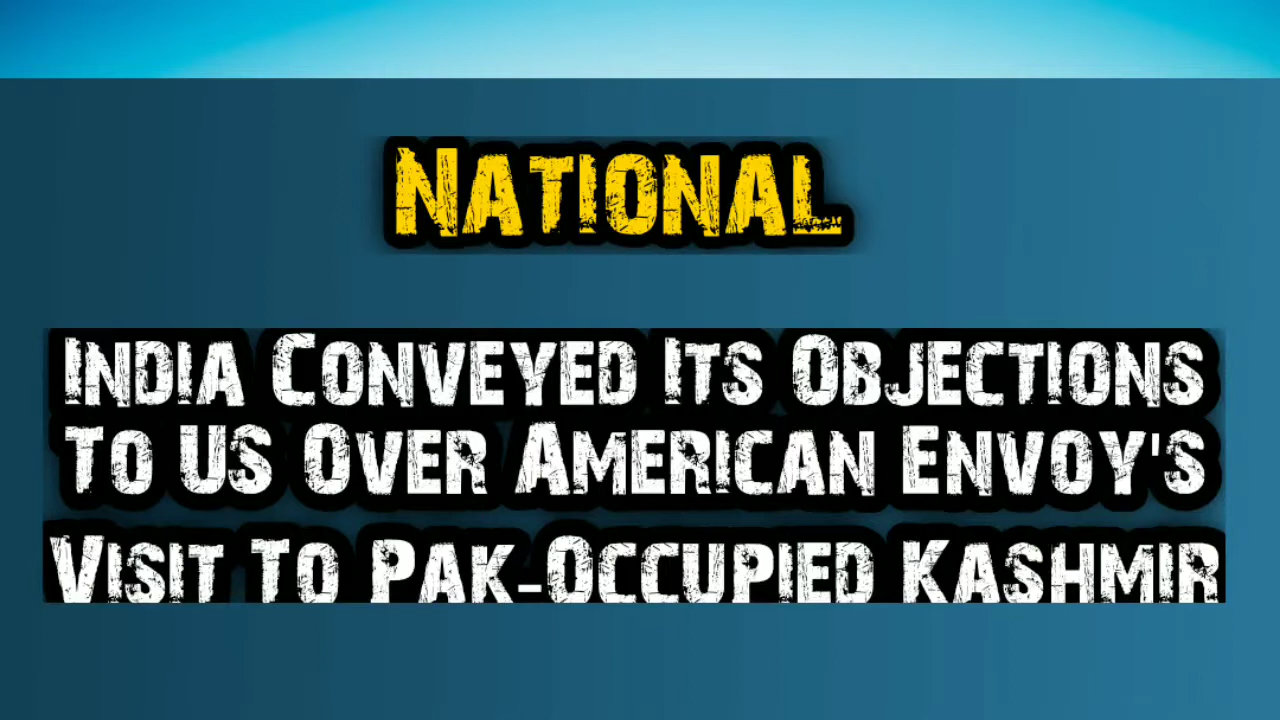 National
India Conveyed Its Objections
To US Over American Envoy's
Visit To Pak-Occupied Kashmir